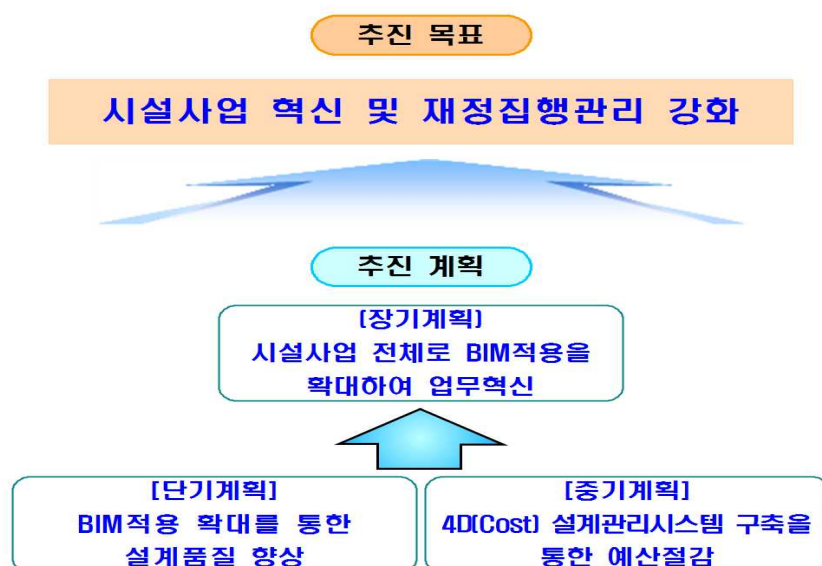 추진 목표
시설사업 혁신 및 재정집행관리 강화
추진 계획
[장기계획]
시설사업 전체로 BIM적용을
확대하여 업무혁신
[단기계획]
BIM적용 확대를 통한
설계품질 향상
[중기계획]
4D(Cost) 설계관리시스템 구축을
통한 예산절감